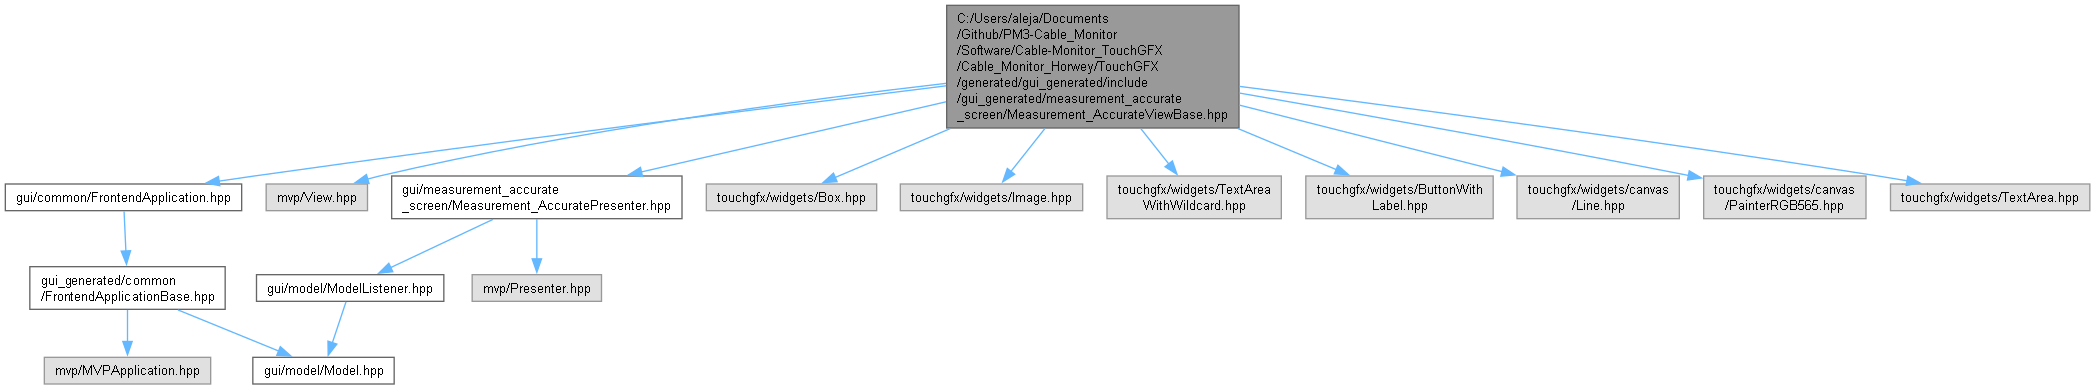 C:/Users/aleja/Documents
/Github/PM3-Cable_Monitor
/Software/Cable-Monitor_TouchGFX
/Cable_Monitor_Horwey/TouchGFX
/generated/gui_generated/include
/gui_generated/measurement_accurate
_screen/Measurement_AccurateViewBase.hpp
gui/common/FrontendApplication.hpp
mvp/View.hpp
gui/measurement_accurate
_screen/Measurement_AccuratePresenter.hpp
touchgfx/widgets/Box.hpp
touchgfx/widgets/Image.hpp
touchgfx/widgets/TextArea
WithWildcard.hpp
touchgfx/widgets/ButtonWith
Label.hpp
touchgfx/widgets/canvas
/Line.hpp
touchgfx/widgets/canvas
/PainterRGB565.hpp
touchgfx/widgets/TextArea.hpp
gui_generated/common
/FrontendApplicationBase.hpp
gui/model/ModelListener.hpp
mvp/Presenter.hpp
mvp/MVPApplication.hpp
gui/model/Model.hpp